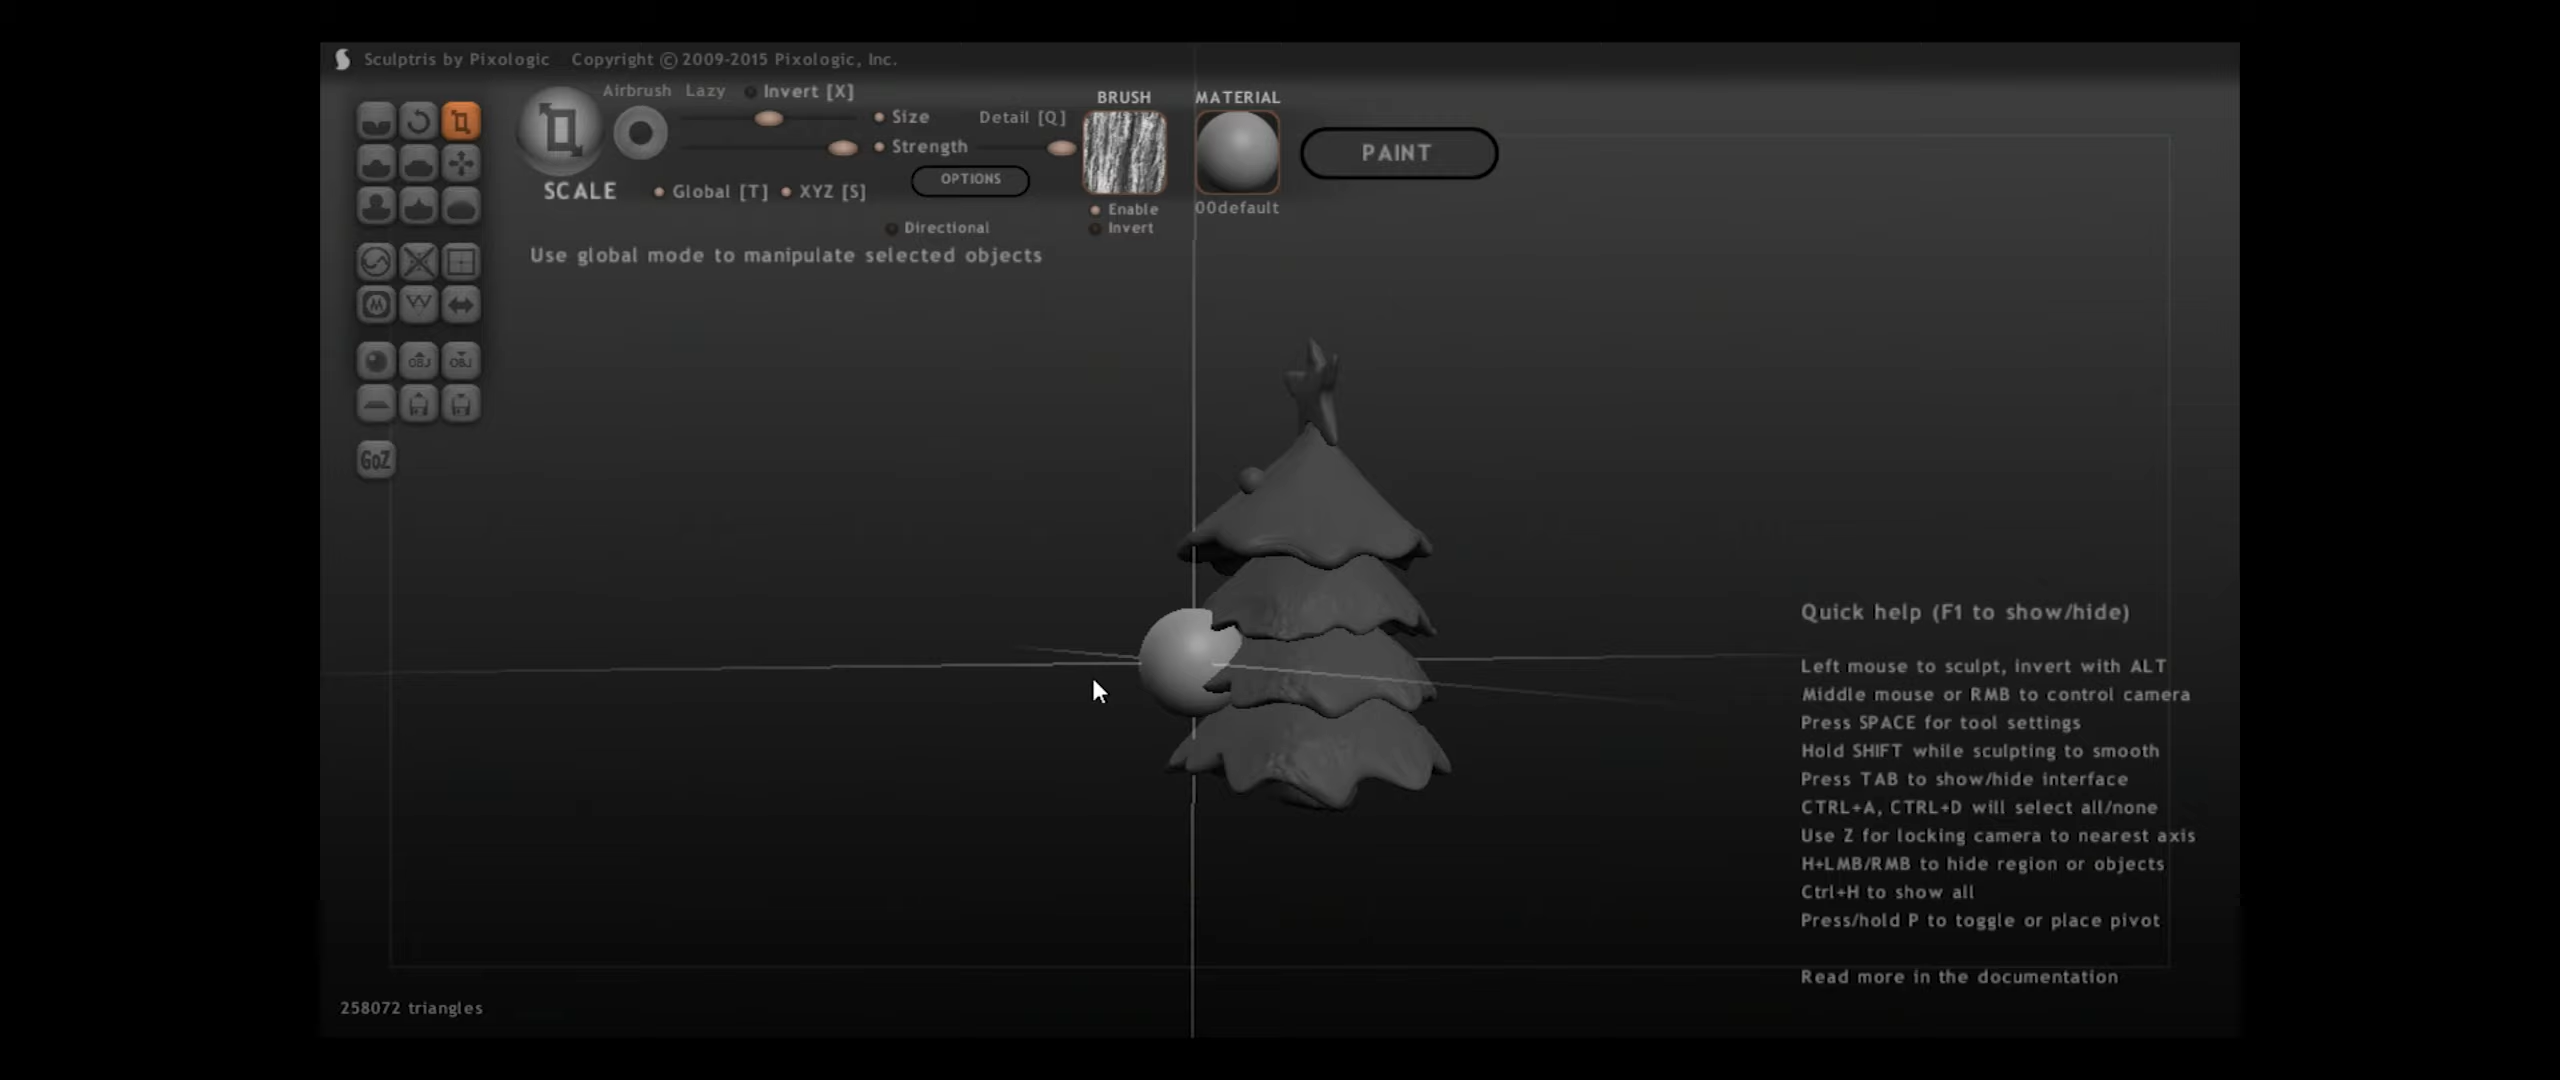 Sculptris by Pixologic Copyright © 2009-2015 Pixologic, Inc.
Airbrush Lazy Invert [X]
BRUSH
MATERIAL
Size
Detail [Q]
Strength
PAINT
OPTIONS
SCALE
Global [T]
XYZ [S]
Enable
00default
Directional
Invert
Use global mode to manipulate selected objects
OBJ
OBJ
GoZ
Quick help (F1 to show/hide)
Left mouse to sculpt, invert with ALT
Middle mouse or RMB to control camera
Press SPACE for tool settings
Hold SHIFT while sculpting to smooth
Press TAB to show/hide interface
CTRL+A, CTRL+D will select all/none
Use Z for locking camera to nearest axis
H+LMB/RMB to hide region or objects
Ctrl+H to show all
Press/hold P to toggle or place pivot
Read more in the documentation
258072 triangles